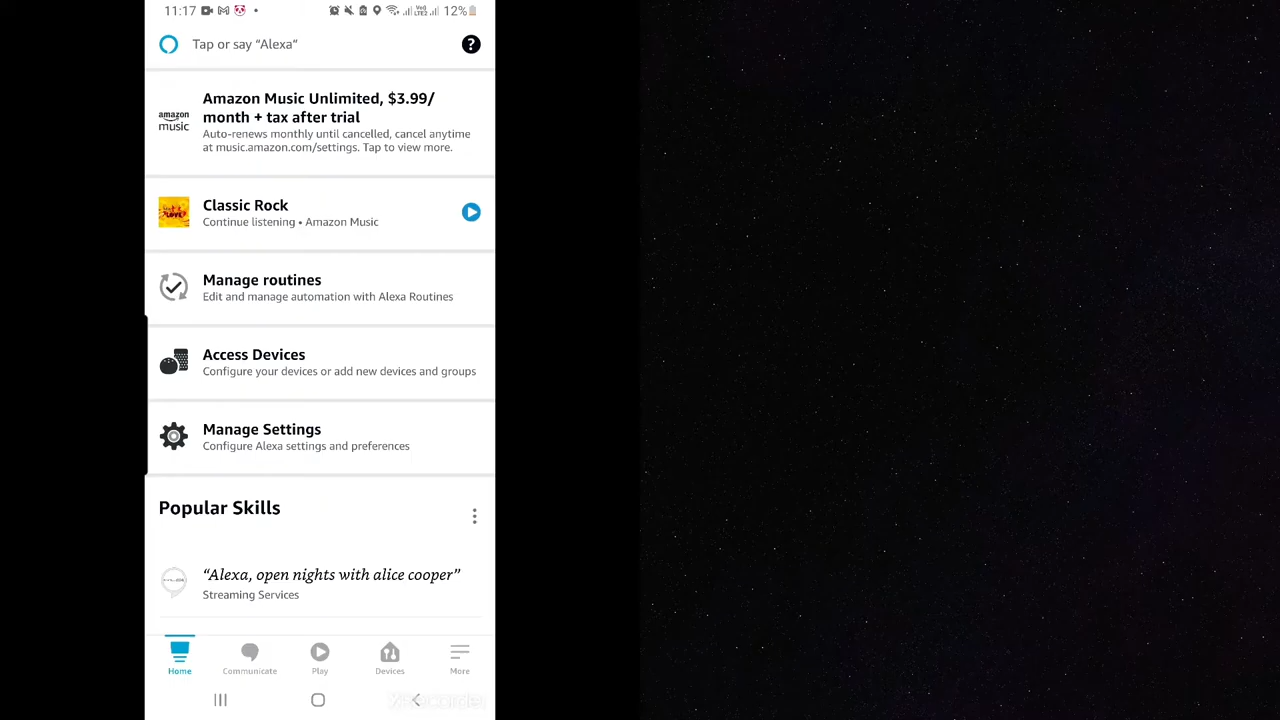 11:17
12%
Tap or say “Alexa”
?
amazon
music
Amazon Music Unlimited, $3.99/
month + tax after trial
Auto-renews monthly until cancelled, cancel anytime
at music.amazon.com/settings. Tap to view more.
Classic Rock
Continue listening • Amazon Music
Manage routines
Edit and manage automation with Alexa Routines
Access Devices
Configure your devices or add new devices and groups
Manage Settings
Configure Alexa settings and preferences
Popular Skills
“Alexa, open nights with alice cooper”
Streaming Services
Home
Communicate
Play
Devices
More